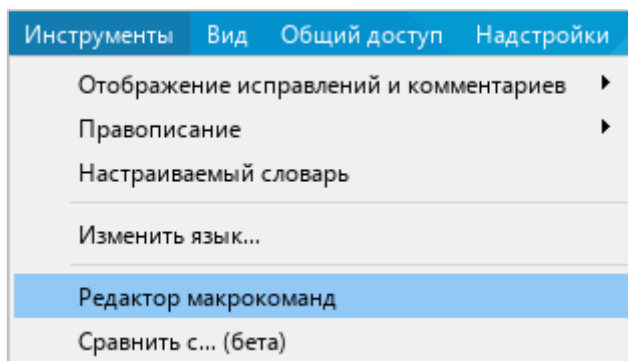 Инструменты Вид Общий доступ Надстройки
Отображение исправлений и комментариев
Правописание
Настраиваемый словарь
Изменить язык...
Редактор макрокоманд
Сравнить с... (бета)